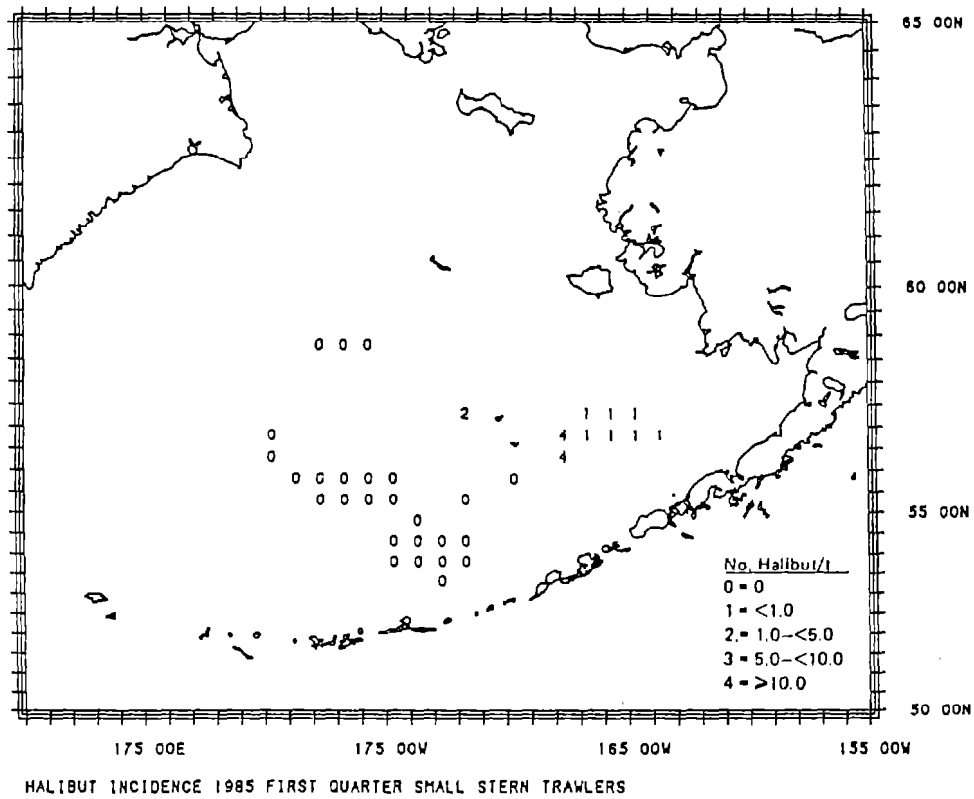 65 00N
60 00N
0 0 0
2 1 1 1
0 4 1 1 1 1
0 4
0 0 0 0 0 0
0 0 0 0 0
55 00N
0
0 0 0 0
0 0 0 0
0
No. Halibut/t
0 = 0
1 = <1.0
2 = 1.0-<5.0
3 = 5.0-<10.0
4 = ≥10.0
50 00N
175 00E 175 00W 165 00W 155 00W
HALIBUT INCIDENCE 1985 FIRST QUARTER SMALL STERN TRAWLERS